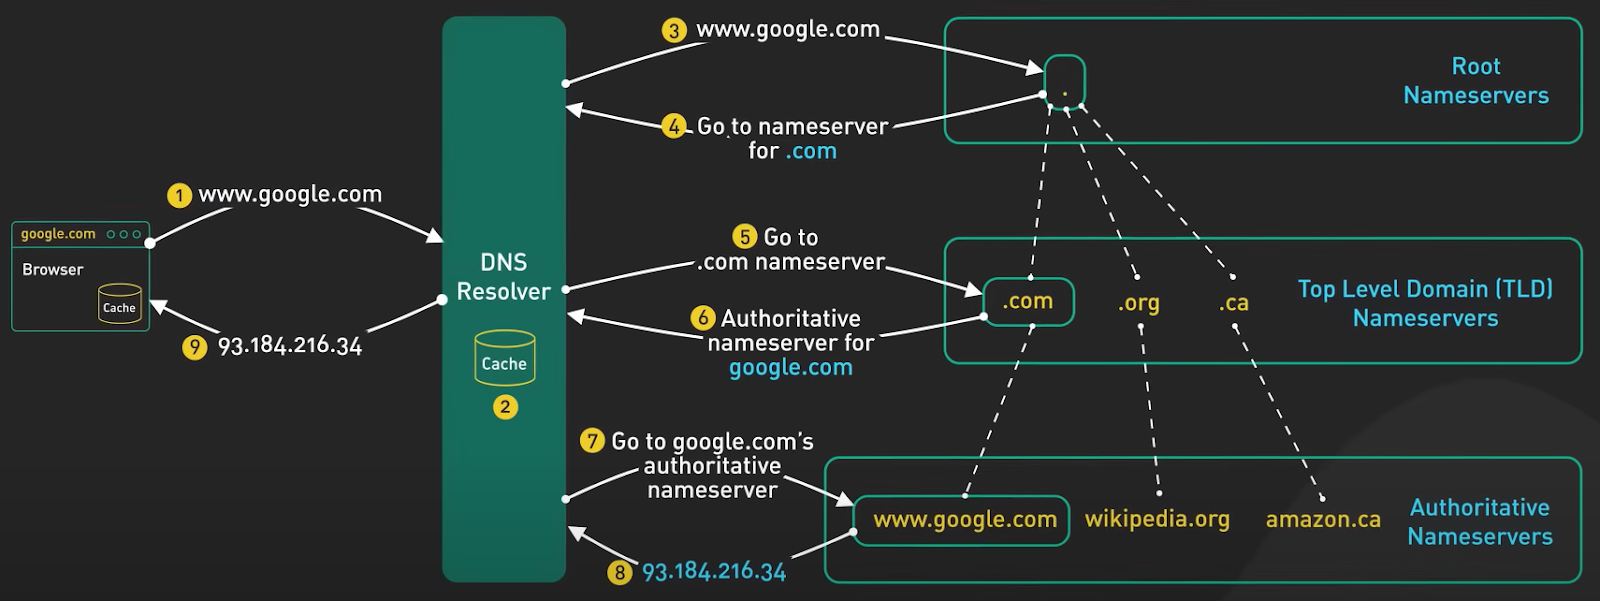 3 www.google.com
.
Root
Nameservers
4 Go to nameserver
for .com
1 www.google.com
google.com
Browser
Cache
9 93.184.216.34
DNS
Resolver
Cache
2
5 Go to
.com nameserver
6 Authoritative
nameserver for
google.com
.com
.org
.ca
Top Level Domain (TLD)
Nameservers
7 Go to google.com's
authoritative
nameserver
8 93.184.216.34
www.google.com
wikipedia.org
amazon.ca
Authoritative
Nameservers